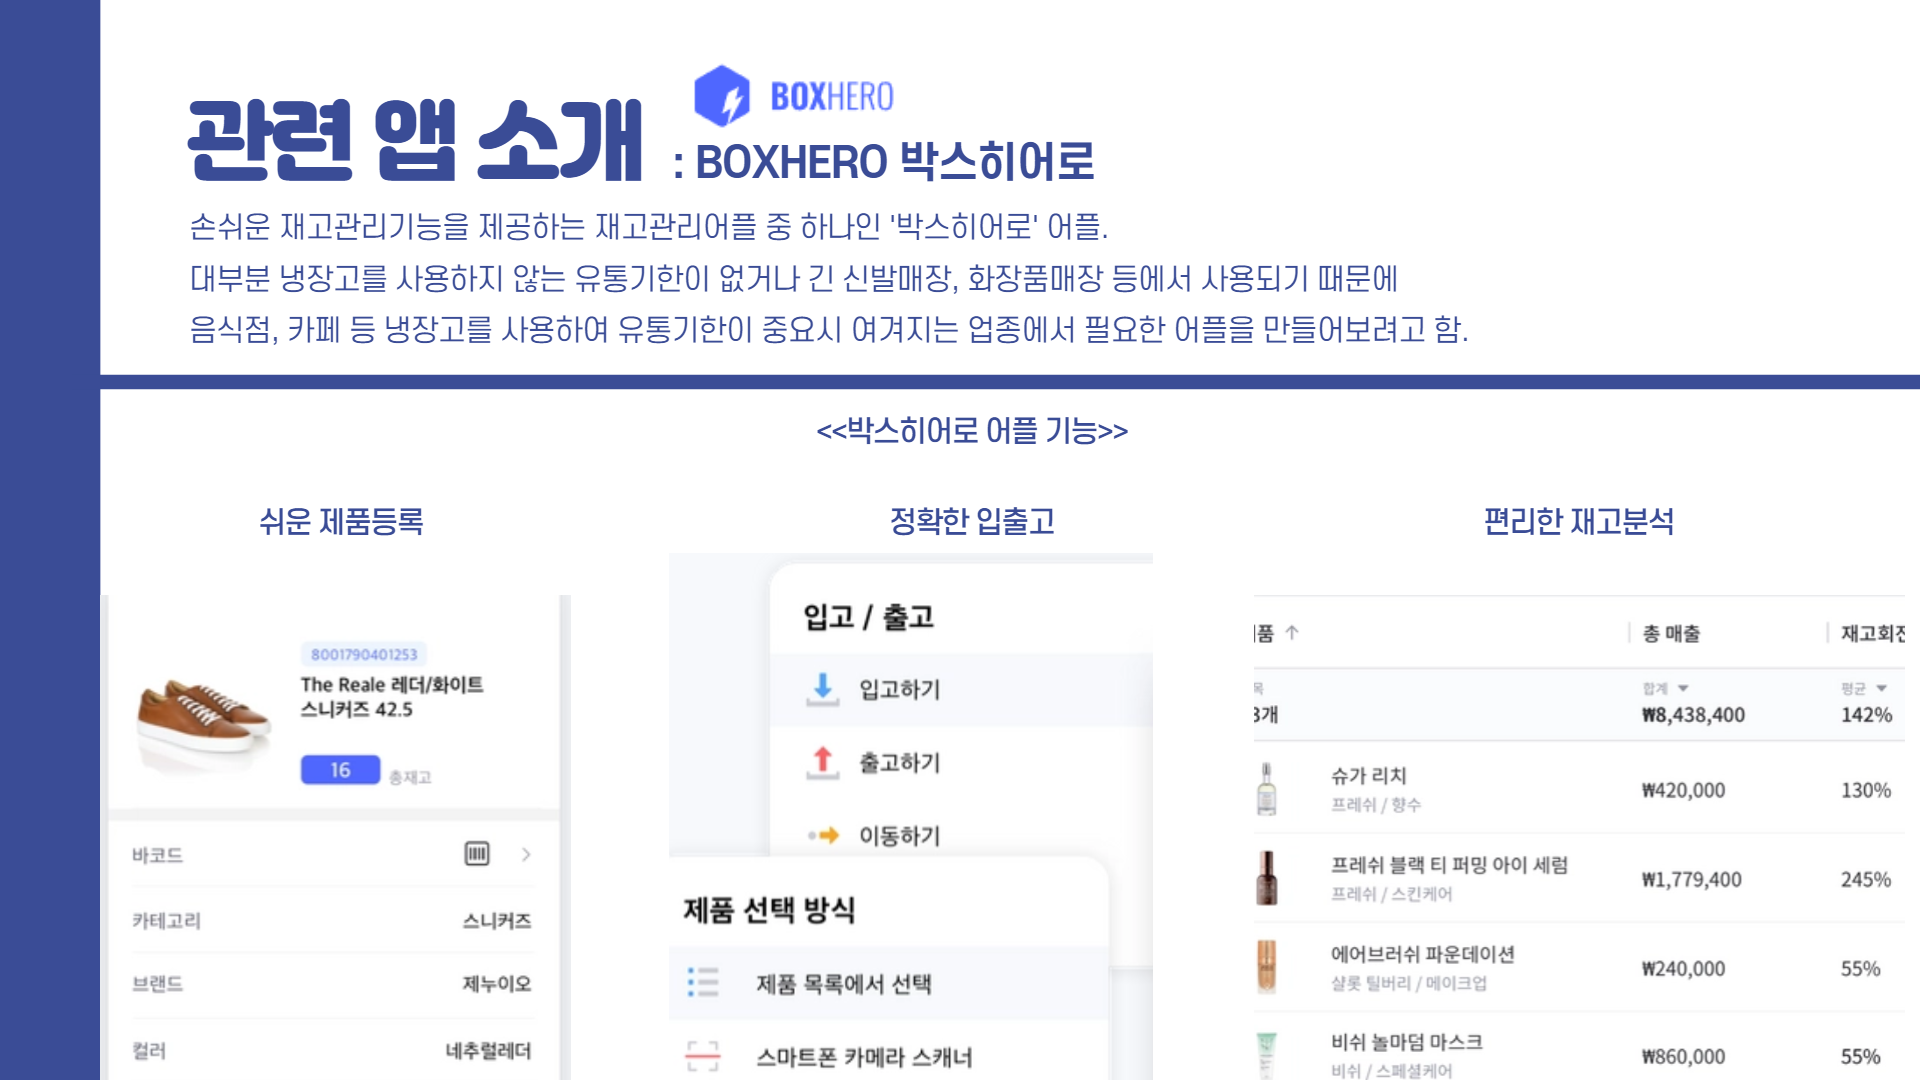 BOXHERO
관련 앱 소개 : BOXHERO 박스히어로
손쉬운 재고관리기능을 제공하는 재고관리어플 중 하나인 '박스히어로' 어플.
대부분 냉장고를 사용하지 않는 유통기한이 없거나 긴 신발매장, 화장품매장 등에서 사용되기 때문에
음식점, 카페 등 냉장고를 사용하여 유통기한이 중요시 여겨지는 업종에서 필요한 어플을 만들어보려고 함.
<<박스히어로 어플 기능>>
쉬운 제품등록
8001790401253
The Reale 레더/화이트
스니커즈 42.5
16 총재고
바코드
카테고리 스니커즈
브랜드 제누이오
컬러 네추럴레더
정확한 입출고
입고 / 출고
입고하기
출고하기
이동하기
제품 선택 방식
제품 목록에서 선택
스마트폰 카메라 스캐너
편리한 재고분석
품 ↑ 총 매출 재고회전
목 합계 평균
3개 ₩8,438,400 142%
슈가 리치
프레쉬 / 향수
₩420,000 130%
프레쉬 블랙 티 퍼밍 아이 세럼
프레쉬 / 스킨케어
₩1,779,400 245%
에어브러쉬 파운데이션
샬롯 틸버리 / 메이크업
₩240,000 55%
비쉬 놀마덤 마스크
비쉬 / 스페셜케어
₩860,000 55%